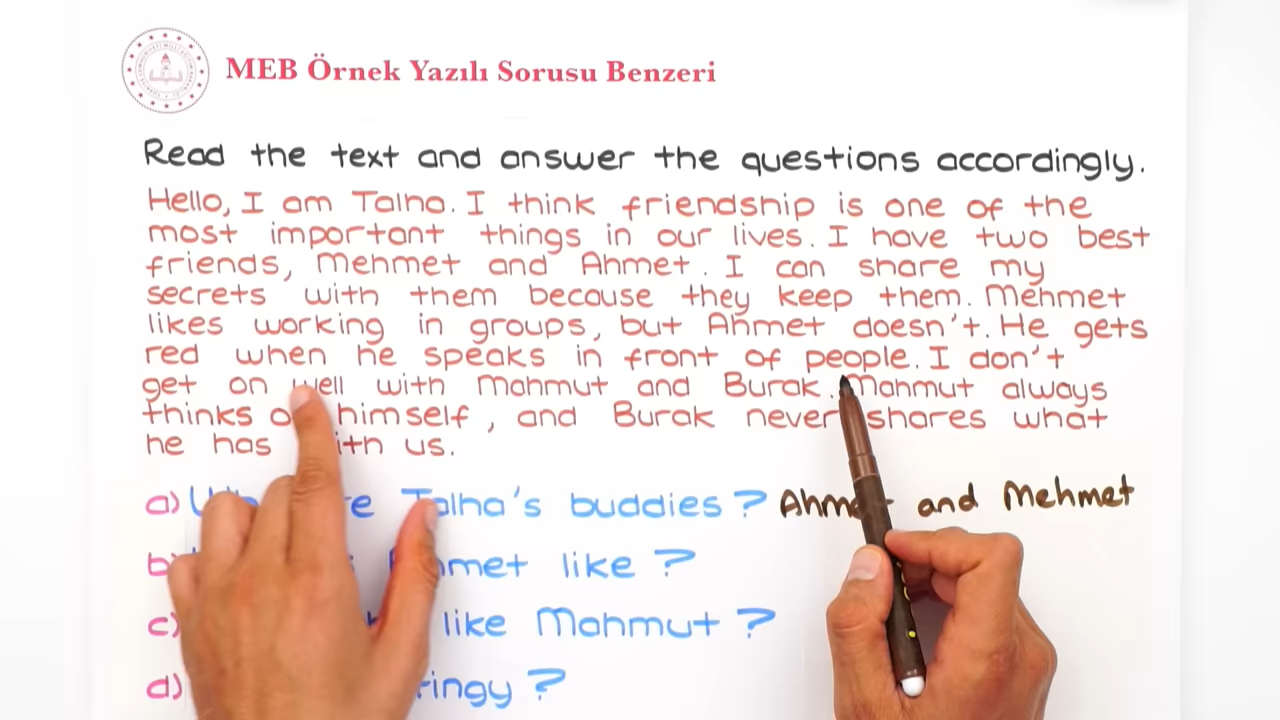 MEB Örnek Yazılı Sorusu Benzeri
Read the text and answer the questions accordingly.
Hello, I am Talha. I think friendship is one of the
most important things in our lives. I have two best
friends, Mehmet and Ahmet. I can share my
secrets with them because they keep them. Mehmet
likes working in groups, but Ahmet doesn't. He gets
red when he speaks in front of people. I don't
get on well with Mahmut and Burak. Mahmut always
thinks himself, and Burak never shares what
he has with us.
a) Talha's buddies? Ahmet and Mehmet
b) like?
c) like Mahmut?
d)